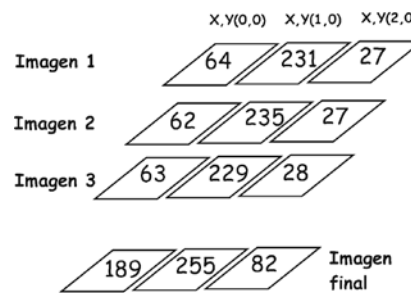 X,Y(0,0) X,Y(1,0) X,Y(2,0
Imagen 1 64 231 27
Imagen 2 62 235 27
Imagen 3 63 229 28
189 255 82 Imagen
final